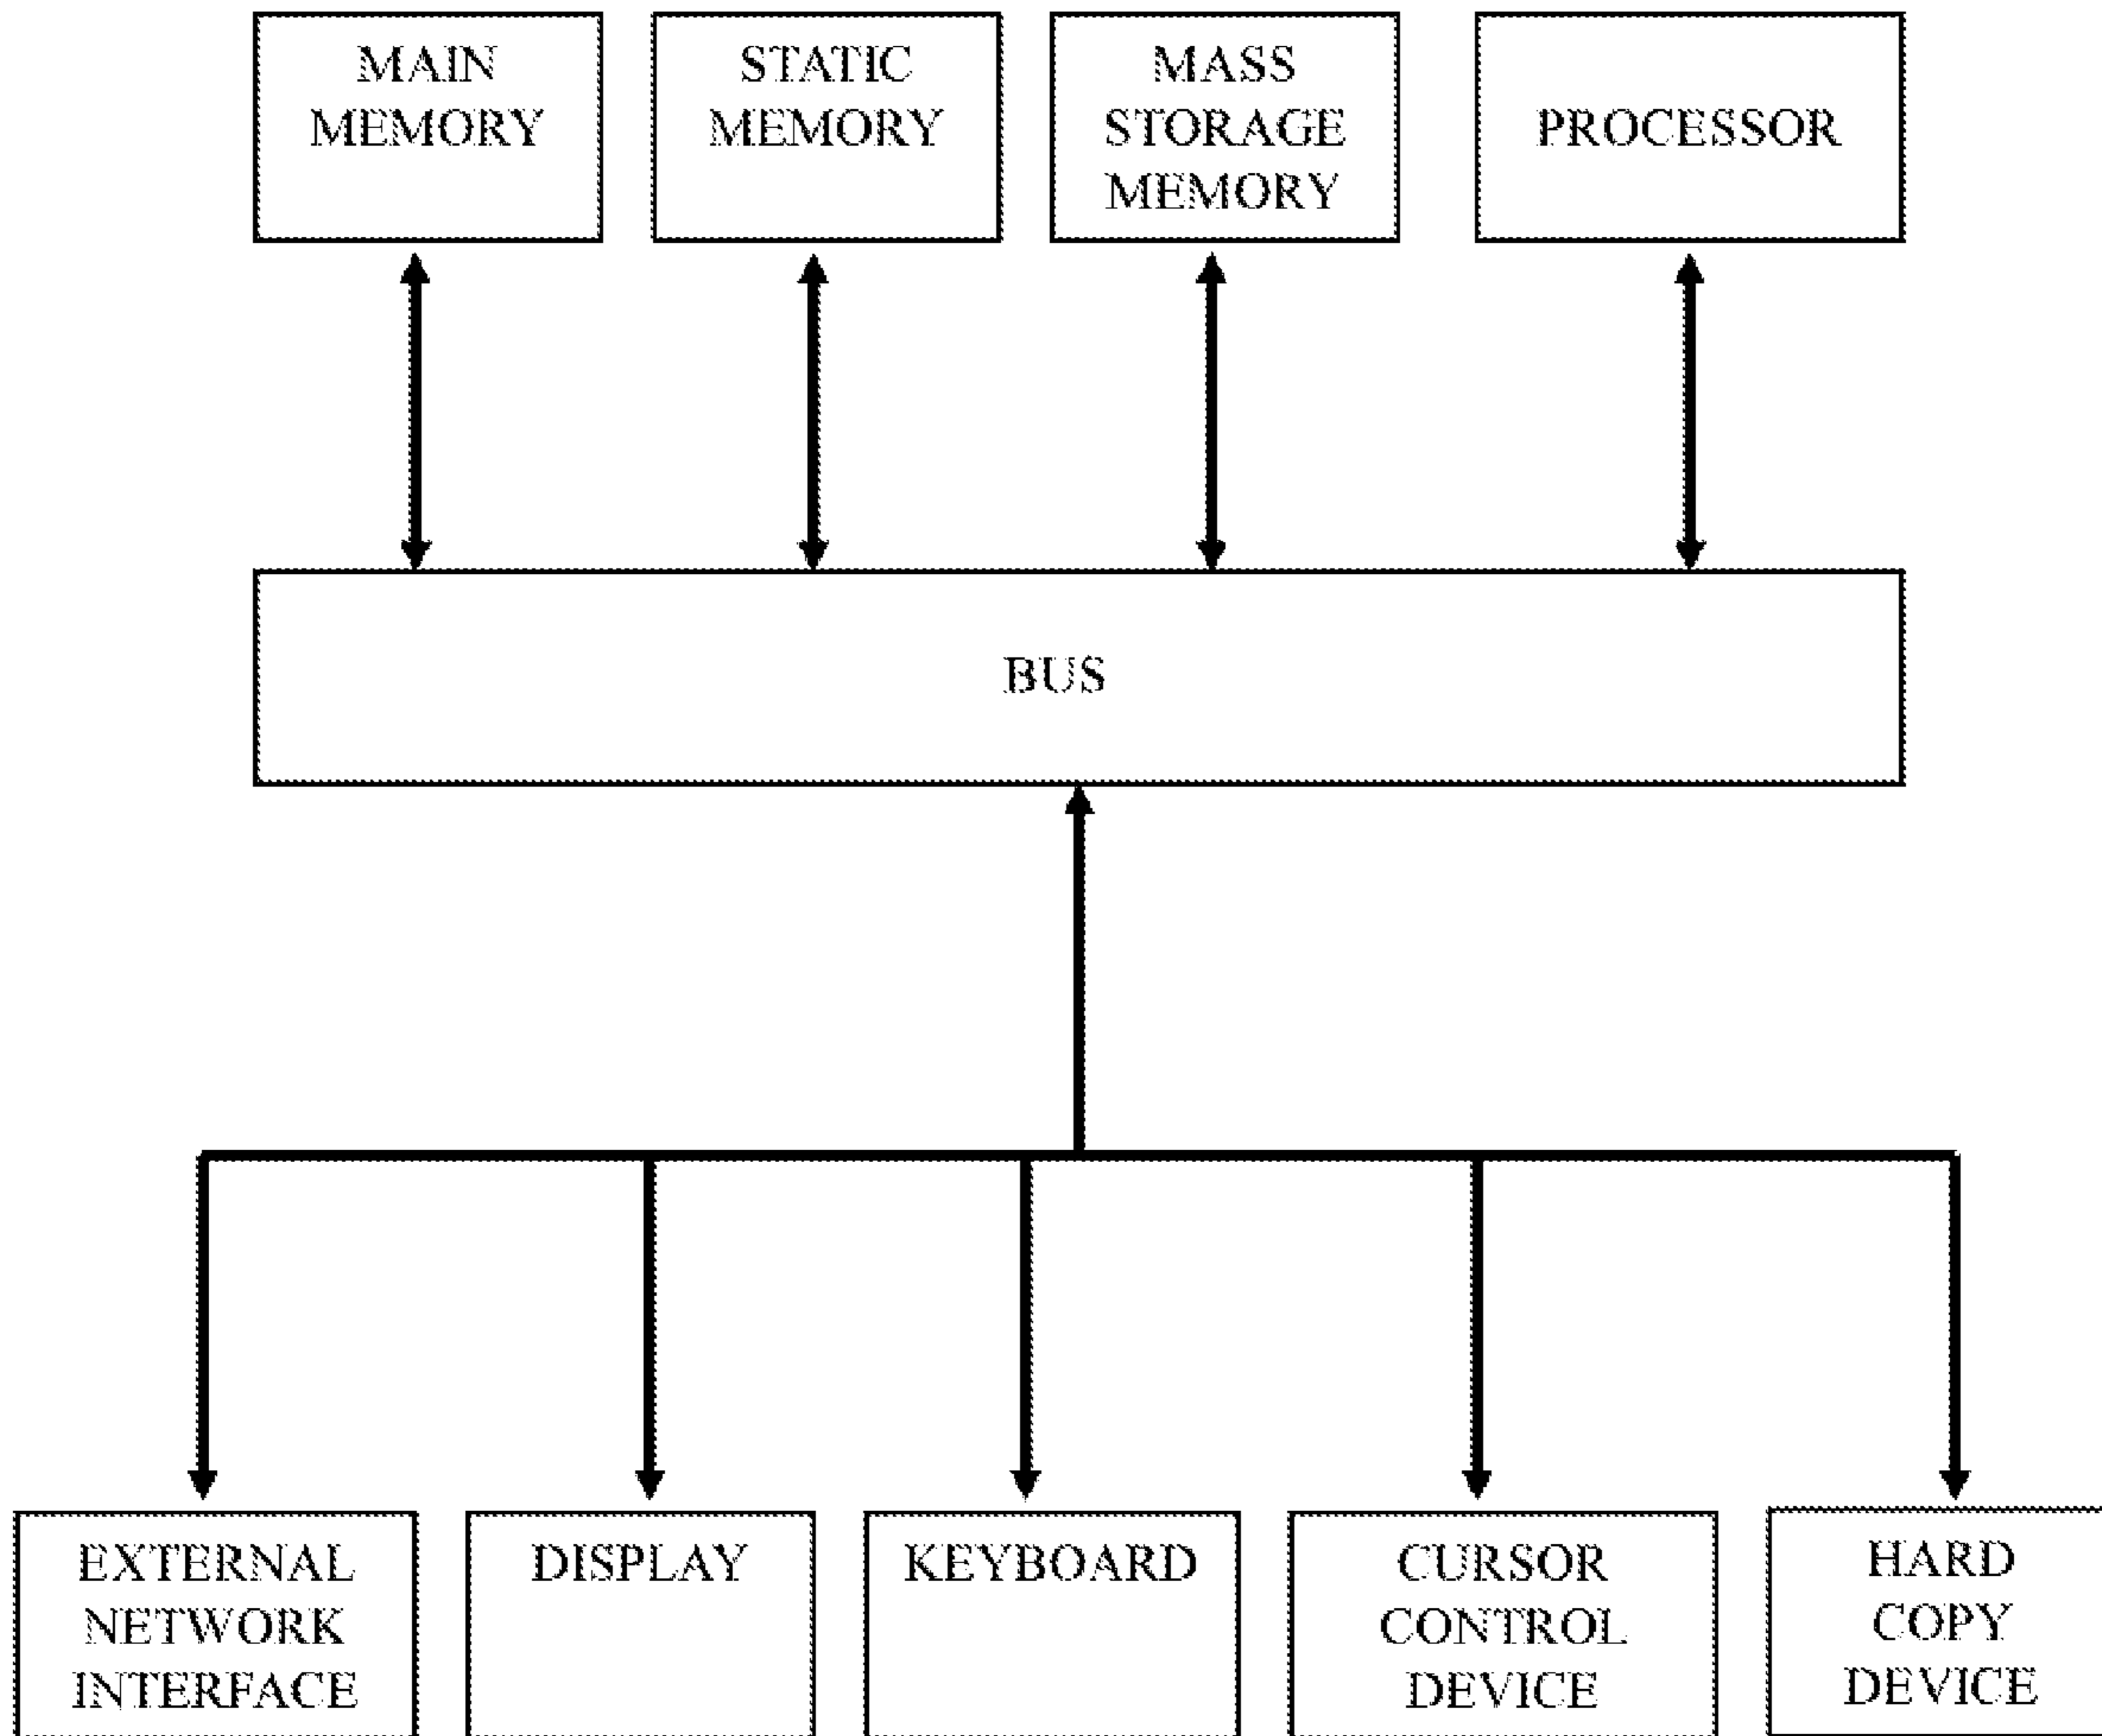 MAIN
MEMORY
STATIC
MEMORY
MASS
STORAGE
MEMORY
PROCESSOR
BUS
EXTERNAL
NETWORK
INTERFACE
DISPLAY
KEYBOARD
CURSOR
CONTROL
DEVICE
HARD
COPY
DEVICE